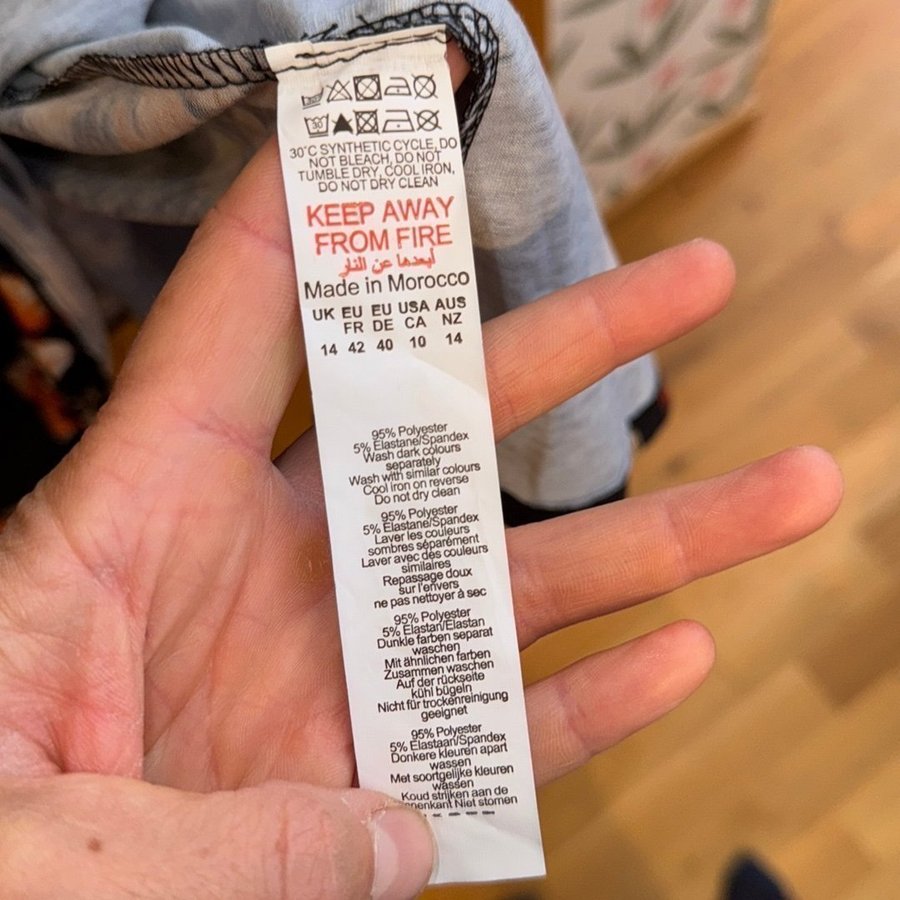 30
30°C SYNTHETIC CYCLE, DO
NOT BLEACH, DO NOT
TUMBLE DRY, COOL IRON,
DO NOT DRY CLEAN
KEEP AWAY
FROM FIRE
أبعدها عن النار
Made in Morocco
UK EU EU USA AUS
FR DE CA NZ
14 42 40 10 14
95% Polyester
5% Elastane/Spandex
Wash dark colours
separately
Wash with similar colours
Cool iron on reverse
Do not dry clean
95% Polyester
5% Elastane/Spandex
Laver les couleurs
sombres séparément
Laver avec des couleurs
similaires
Repassage doux
sur l'envers
ne pas nettoyer à sec
95% Polyester
5% Elastan/Elastan
Dunkle farben separat
waschen
Mit ähnlichen farben
Zusammen waschen
Auf der rückseite
kühl bügeln
Nicht für trockenreinigung
geeignet
95% Polyester
5% Elastaan/Spandex
Donkere kleuren apart
wassen
Met soortgelijke kleuren
wassen
Koud strijken aan de
Niet stomen